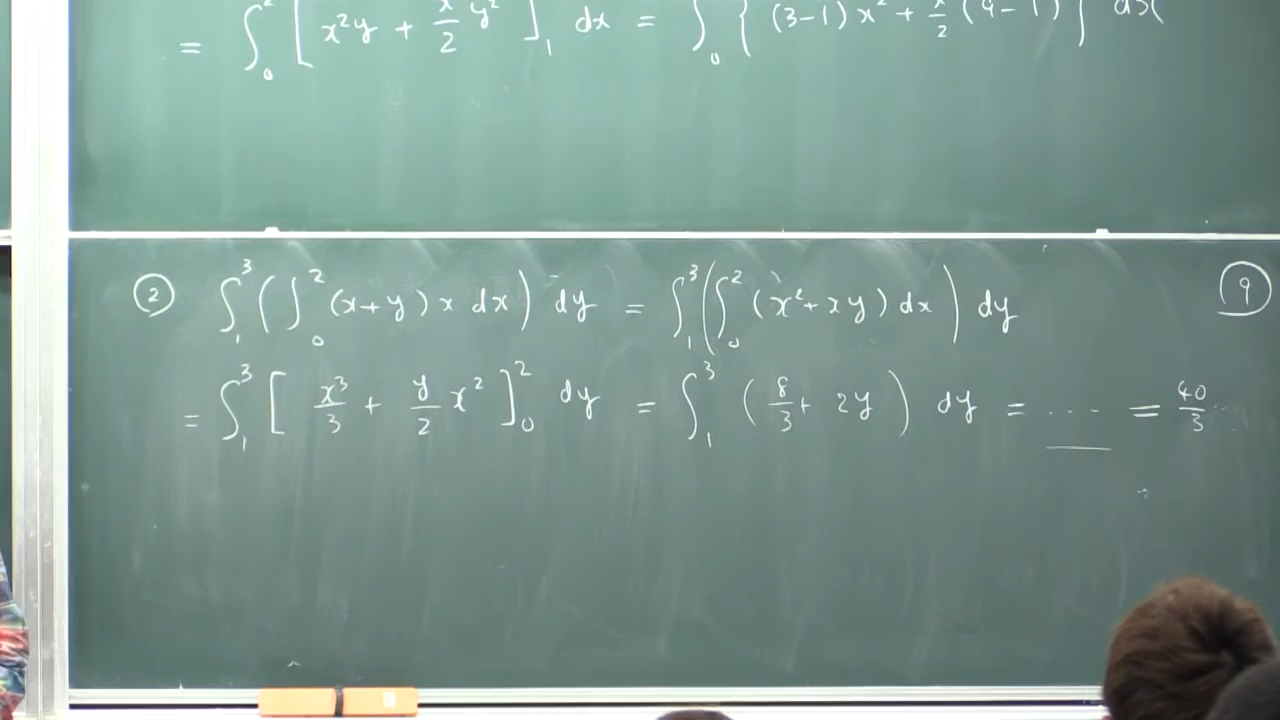 = ∫₀² [ x²y + x/2 y² ]₁ dx = ∫₀ { (3-1)x² + x/2 (9-1) } dx
② ∫₁³ ( ∫₀² (x+y) x dx ) dy = ∫₁³ ( ∫₀² (x²+xy) dx ) dy ⑨
= ∫₁³ [ x³/3 + y/2 x² ]₀² dy = ∫₁³ ( 8/3 + 2y ) dy = ... = 40/3